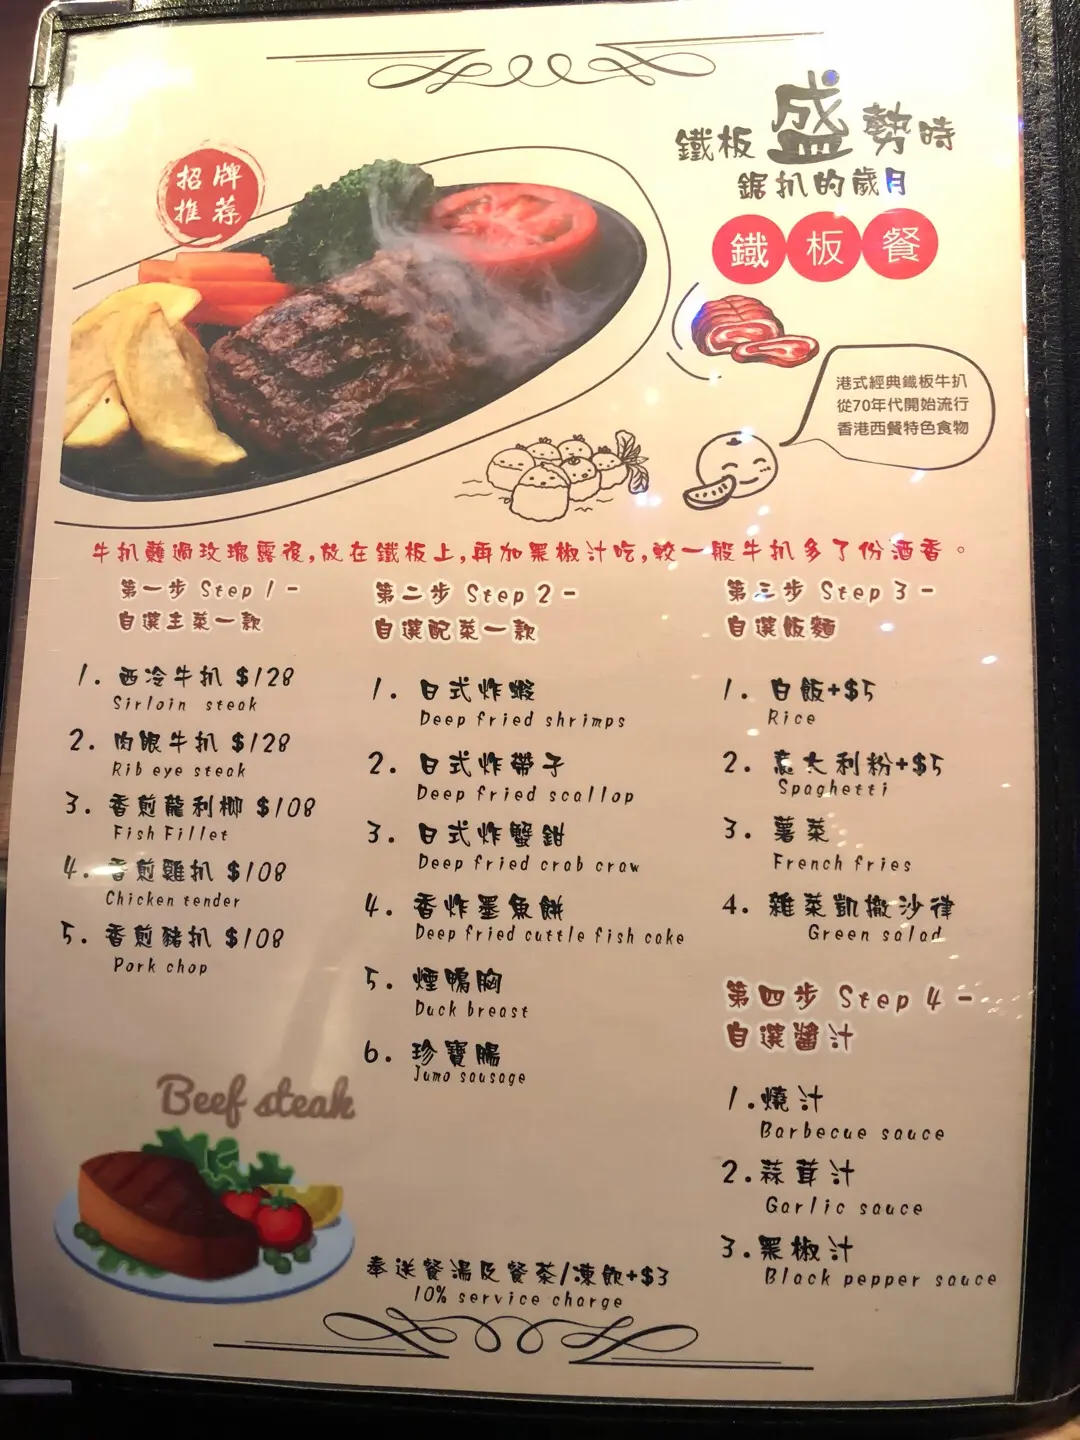 鐵板盛勢時
鋸扒的歲月
鐵板餐
招牌
推荐
港式經典鐵板牛扒
從70年代開始流行
香港西餐特色食物
牛扒蘸過玫瑰露後,放在鐵板上,再加黑椒汁吃,較一般牛扒多了份酒香。
第一步 Step 1 -
自選主菜一款
1. 西冷牛扒 $128
Sirloin steak
2. 肉眼牛扒 $128
Rib eye steak
3. 香煎龍利柳 $108
Fish Fillet
4. 香煎雞扒 $108
Chicken tender
5. 香煎豬扒 $108
Pork chop
第二步 Step 2 -
自選配菜一款
1. 日式炸蝦
Deep fried shrimps
2. 日式炸帶子
Deep fried scallop
3. 日式炸蟹鉗
Deep fried crab craw
4. 香炸墨魚餅
Deep fried cuttle fish cake
5. 煙鴨胸
Duck breast
6. 珍寶腸
Jumo sausage
第三步 Step 3 -
自選飯麵
1. 白飯+$5
Rice
2. 意大利粉+$5
Spaghetti
3. 薯菜
French fries
4. 雜菜凱撒沙律
Green salad
第四步 Step 4 -
自選醬汁
1.燒汁
Barbecue sauce
2.蒜茸汁
Garlic sauce
3.黑椒汁
Black pepper sauce
Beef steak
奉送餐湯及餐茶/凍飲+$3
10% service charge